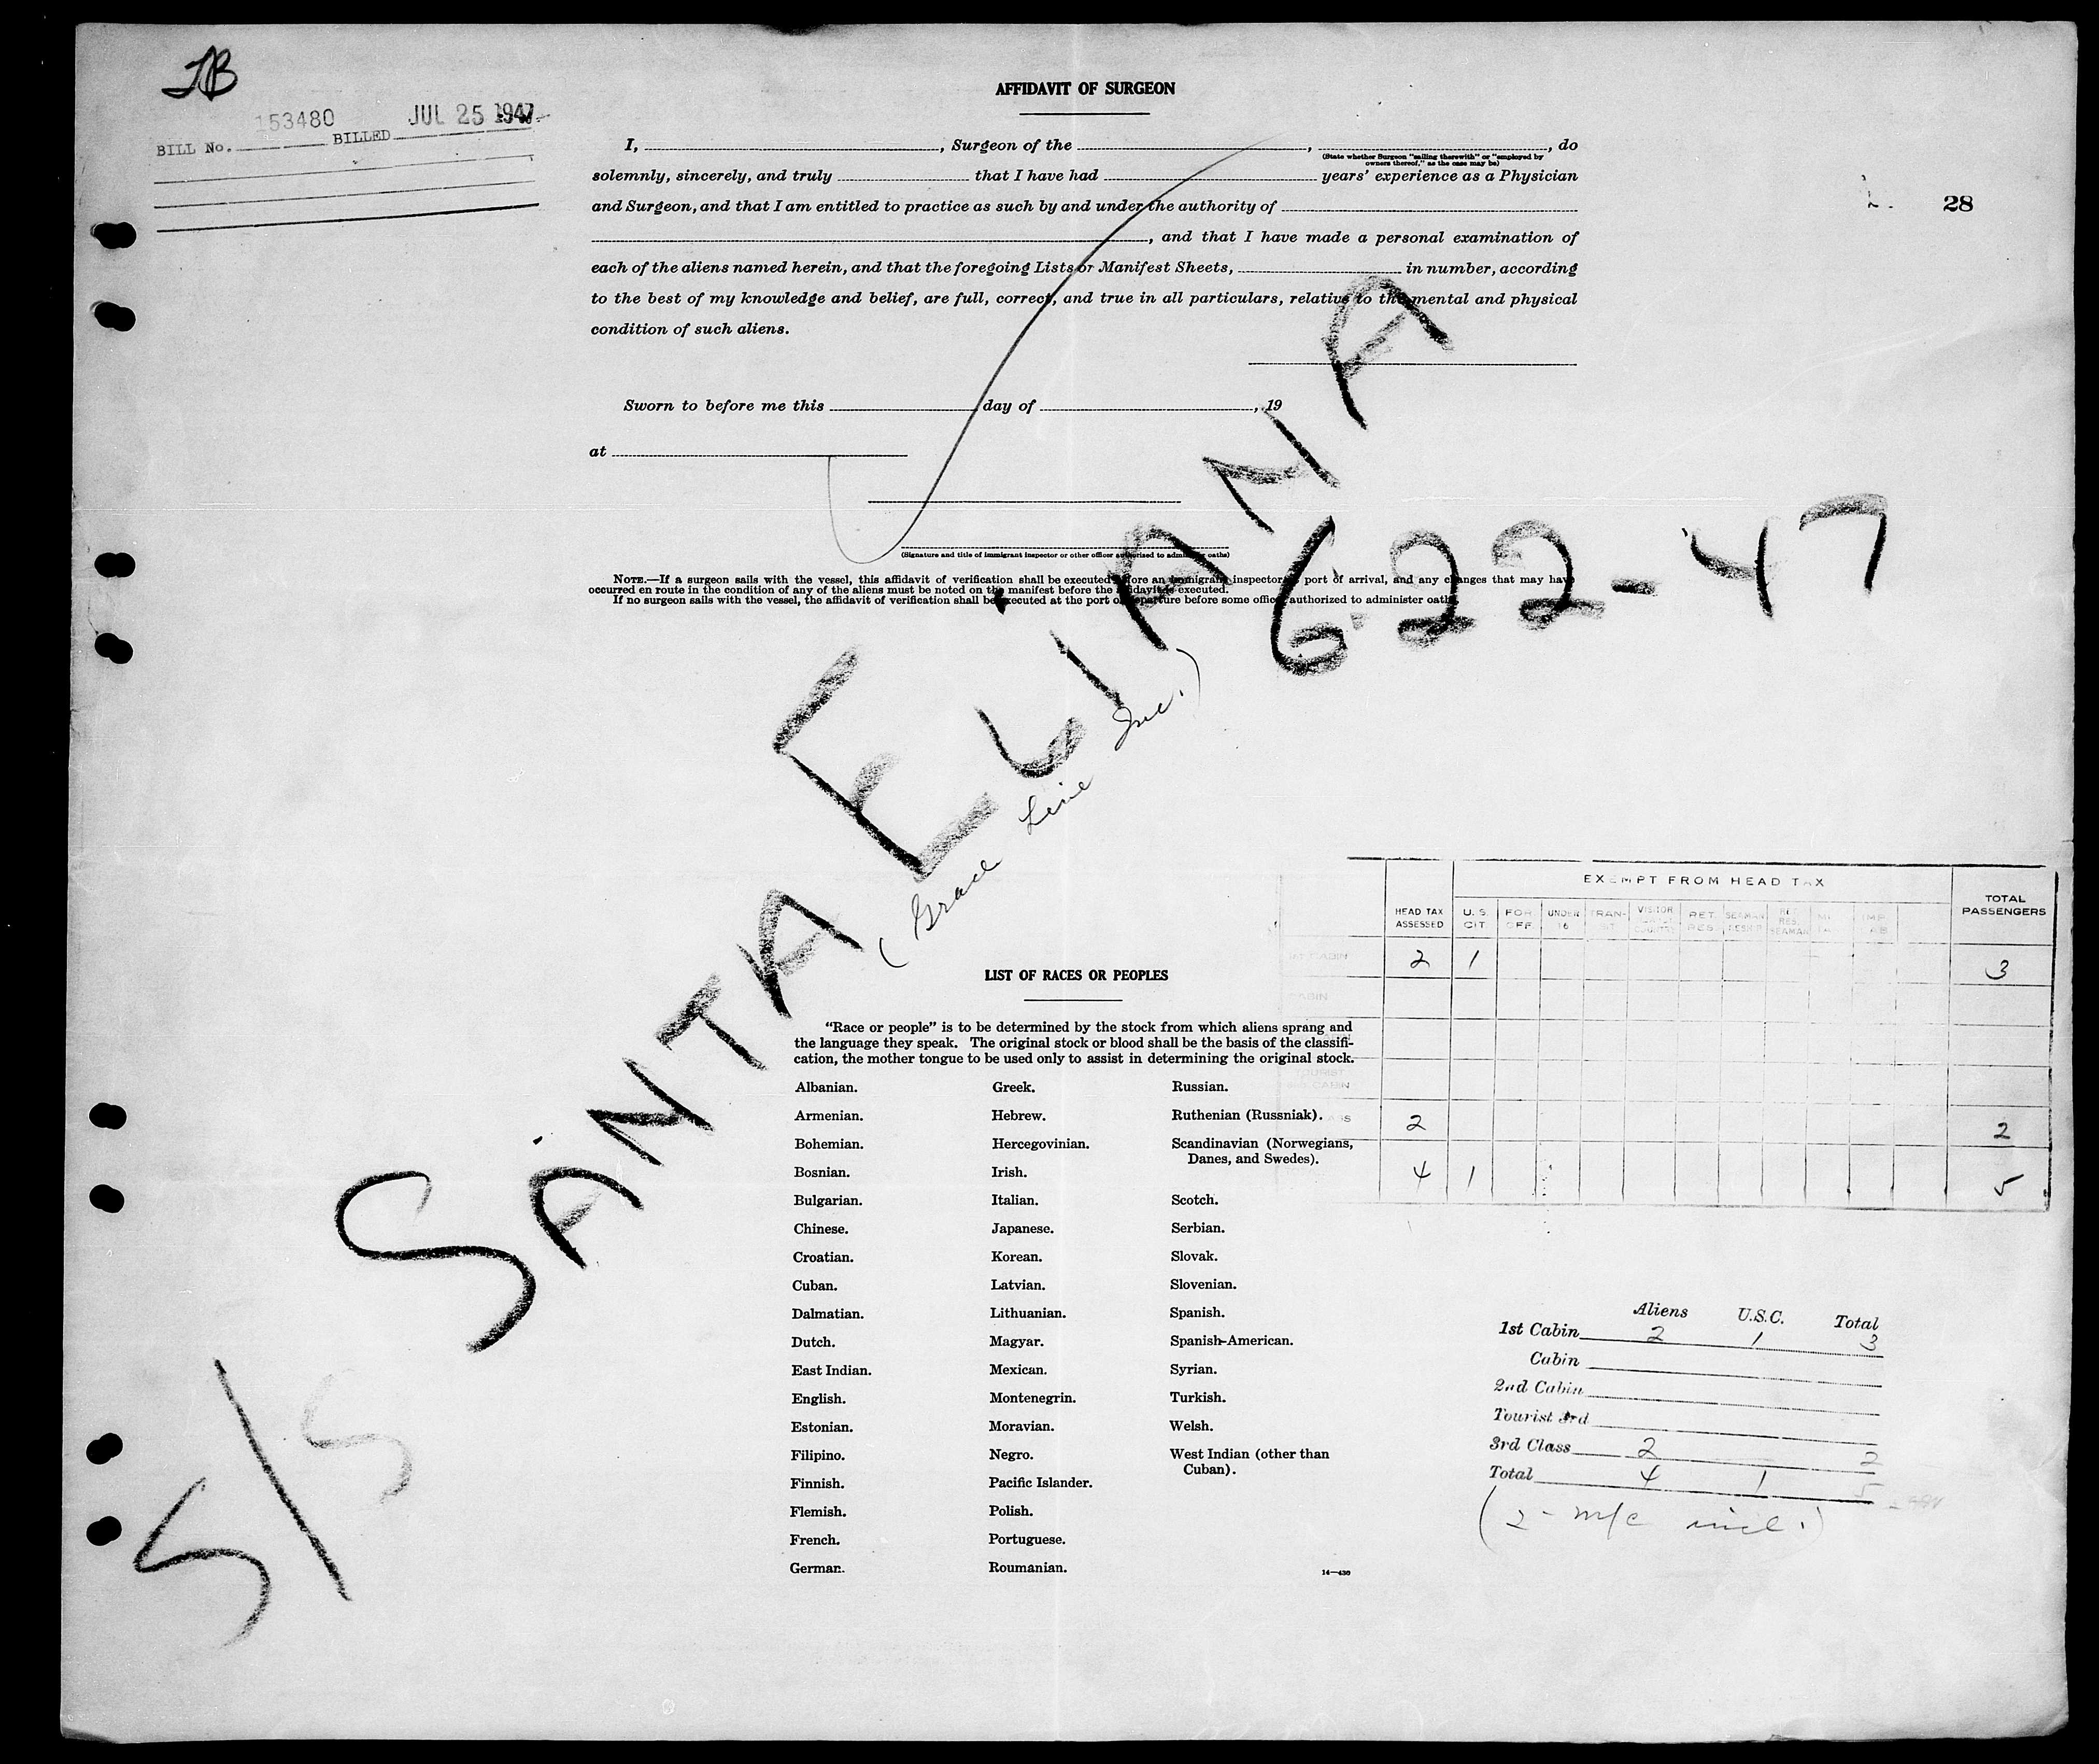 JB
153480 JUL 25 1947
BILL No. BILLED
AFFIDAVIT OF SURGEON
I, , Surgeon of the , , do
(State whether Surgeon "sailing therewith" or "employed by
owners thereof," as the case may be)
solemnly, sincerely, and truly that I have had years' experience as a Physician
and Surgeon, and that I am entitled to practice as such by and under the authority of
, and that I have made a personal examination of
each of the aliens named herein, and that the foregoing Lists or Manifest Sheets, in number, according
to the best of my knowledge and belief, are full, correct, and true in all particulars, relative to the mental and physical
condition of such aliens.
Sworn to before me this day of , 19
at
(Signature and title of immigrant inspector or other officer authorized to administer oaths)
NOTE.—If a surgeon sails with the vessel, this affidavit of verification shall be executed before an immigrant inspector at port of arrival, and any changes that may have
occurred en route in the condition of any of the aliens must be noted on the manifest before the affidavit is executed.
If no surgeon sails with the vessel, the affidavit of verification shall be executed at the port of departure before some officer authorized to administer oaths.
28
S/S SANTA ELIANA
6-22-47
(Grace Line Inc.)
EXEMPT FROM HEAD TAX
HEAD TAX ASSESSED U.S. CIT FOR OFF UNDER 16 TRANSIT VISITOR RET RES SEAMAN TOTAL PASSENGERS
1st CABIN 2 1 3
CABIN
TOURIST
CABIN
2 2
4 1 5
LIST OF RACES OR PEOPLES
"Race or people" is to be determined by the stock from which aliens sprang and
the language they speak. The original stock or blood shall be the basis of the classifi-
cation, the mother tongue to be used only to assist in determining the original stock.
Albanian.
Armenian.
Bohemian.
Bosnian.
Bulgarian.
Chinese.
Croatian.
Cuban.
Dalmatian.
Dutch.
East Indian.
English.
Estonian.
Filipino.
Finnish.
Flemish.
French.
German.
Greek.
Hebrew.
Hercegovinian.
Irish.
Italian.
Japanese.
Korean.
Latvian.
Lithuanian.
Magyar.
Mexican.
Montenegrin.
Moravian.
Negro.
Pacific Islander.
Polish.
Portuguese.
Roumanian.
Russian.
Ruthenian (Russniak).
Scandinavian (Norwegians,
Danes, and Swedes).
Scotch.
Serbian.
Slovak.
Slovenian.
Spanish.
Spanish-American.
Syrian.
Turkish.
Welsh.
West Indian (other than
Cuban).
14—430
Aliens U.S.C. Total
1st Cabin 2 1 3
Cabin
2nd Cabin
Tourist 3rd
3rd Class 2 2
Total 4 1 5
(2 - m/c incl.)